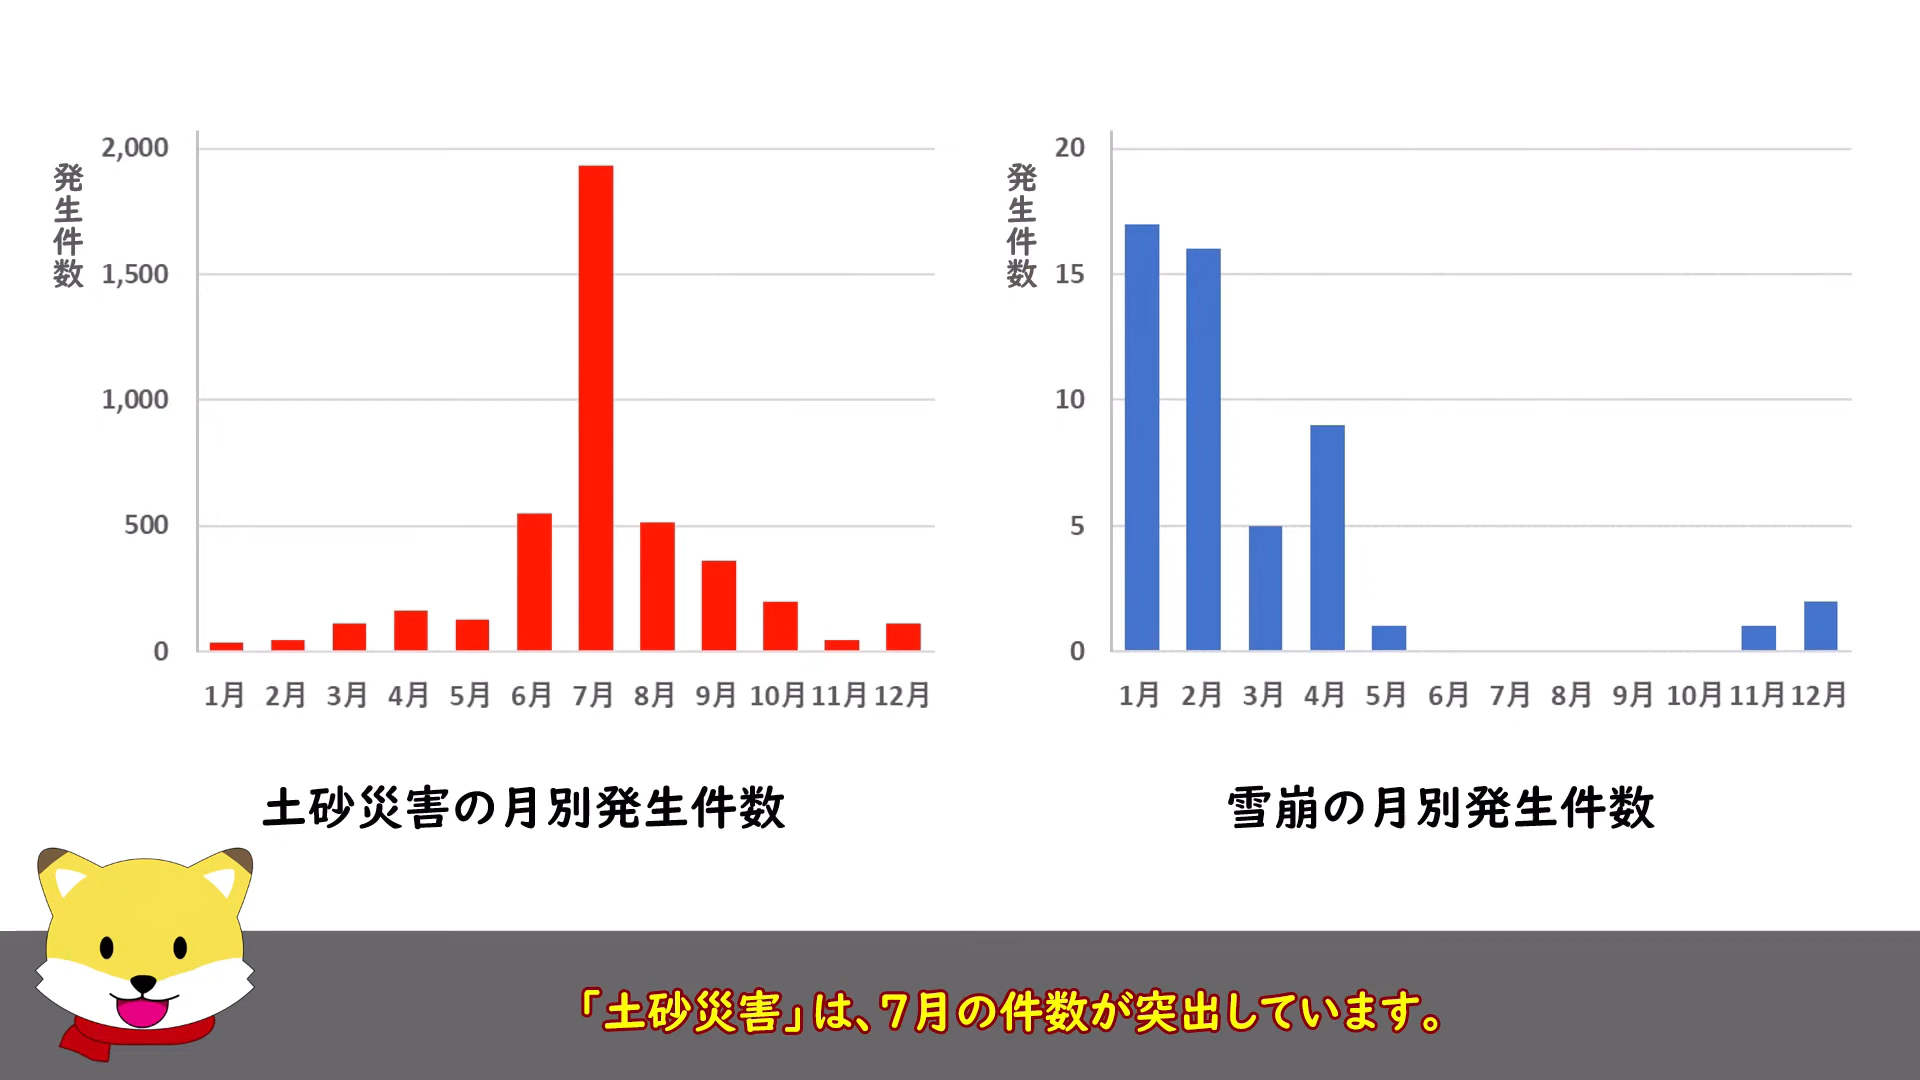 発生件数
2,000
1,500
1,000
500
0
1月 2月 3月 4月 5月 6月 7月 8月 9月 10月 11月 12月
土砂災害の月別発生件数
発生件数
20
15
10
5
0
1月 2月 3月 4月 5月 6月 7月 8月 9月 10月 11月 12月
雪崩の月別発生件数
「土砂災害」は、7月の件数が突出しています。